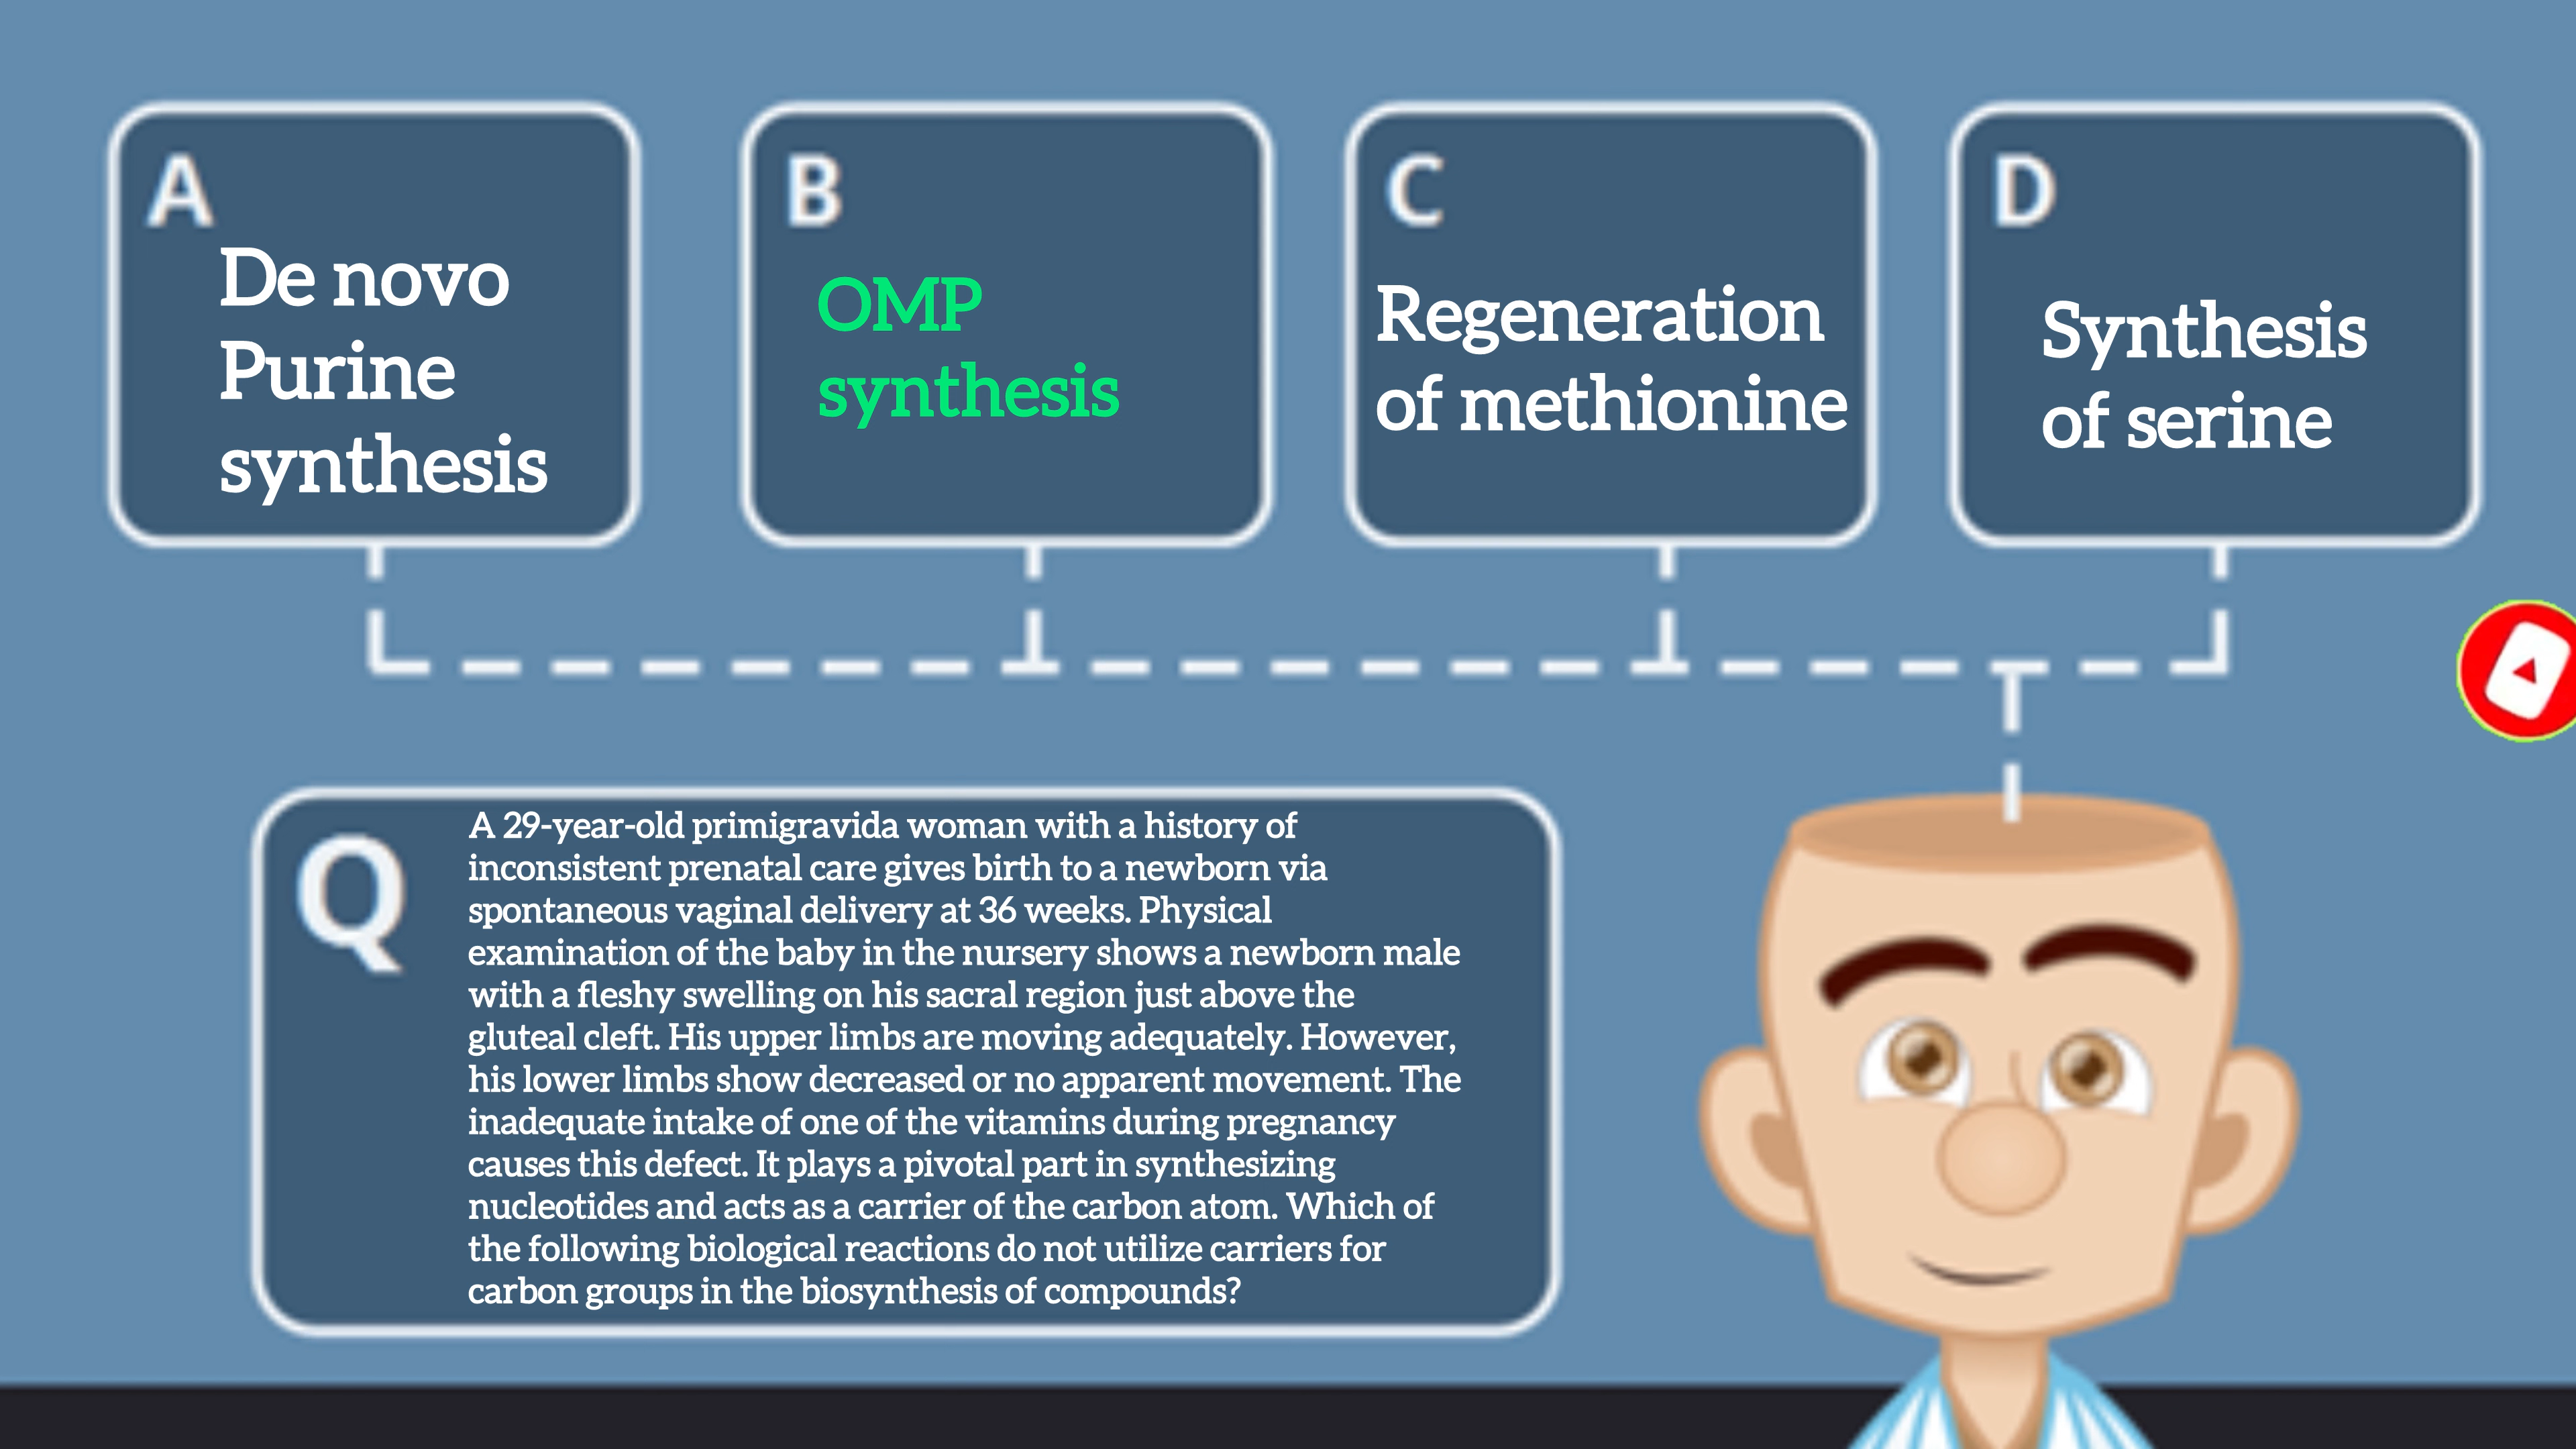 A
De novo
Purine
synthesis
B
OMP
synthesis
C
Regeneration
of methionine
D
Synthesis
of serine
Q
A 29-year-old primigravida woman with a history of
inconsistent prenatal care gives birth to a newborn via
spontaneous vaginal delivery at 36 weeks. Physical
examination of the baby in the nursery shows a newborn male
with a fleshy swelling on his sacral region just above the
gluteal cleft. His upper limbs are moving adequately. However,
his lower limbs show decreased or no apparent movement. The
inadequate intake of one of the vitamins during pregnancy
causes this defect. It plays a pivotal part in synthesizing
nucleotides and acts as a carrier of the carbon atom. Which of
the following biological reactions do not utilize carriers for
carbon groups in the biosynthesis of compounds?